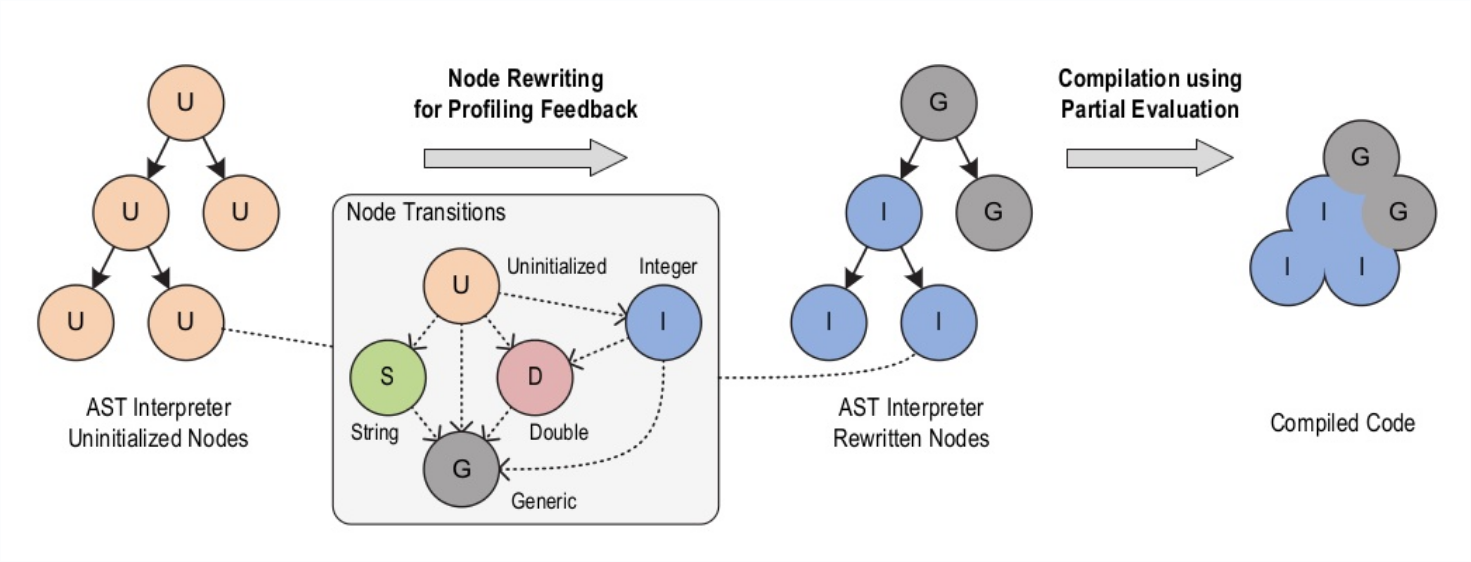 Node Rewriting
for Profiling Feedback
Compilation using
Partial Evaluation
U
U
U
U
U
AST Interpreter
Uninitialized Nodes
Node Transitions
U
Uninitialized
Integer
I
S
D
String
Double
G
Generic
G
I
G
I
I
AST Interpreter
Rewritten Nodes
G
I
G
I
I
Compiled Code